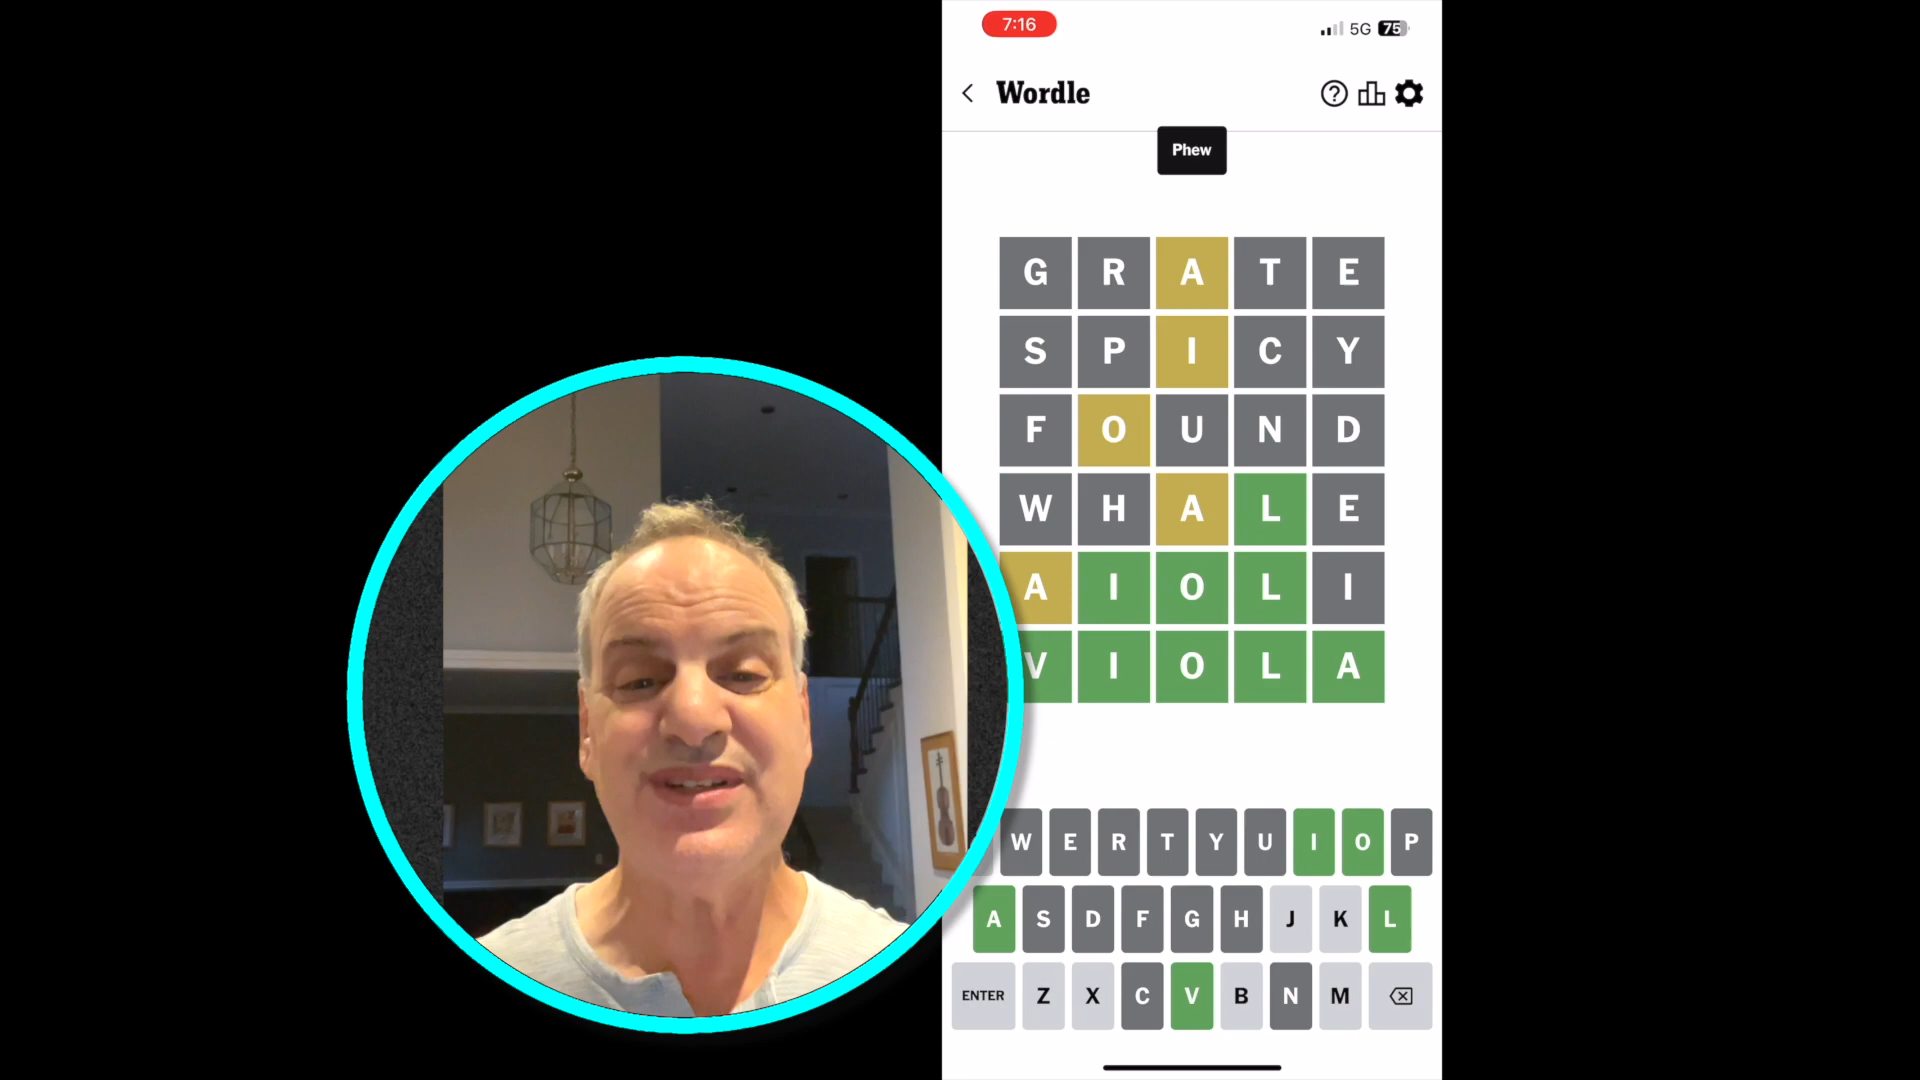 7:16
5G 75
Wordle
Phew
G R A T E
S P I C Y
F O U N D
W H A L E
A I O L I
V I O L A
W E R T Y U I O P
A S D F G H J K L
ENTER Z X C V B N M